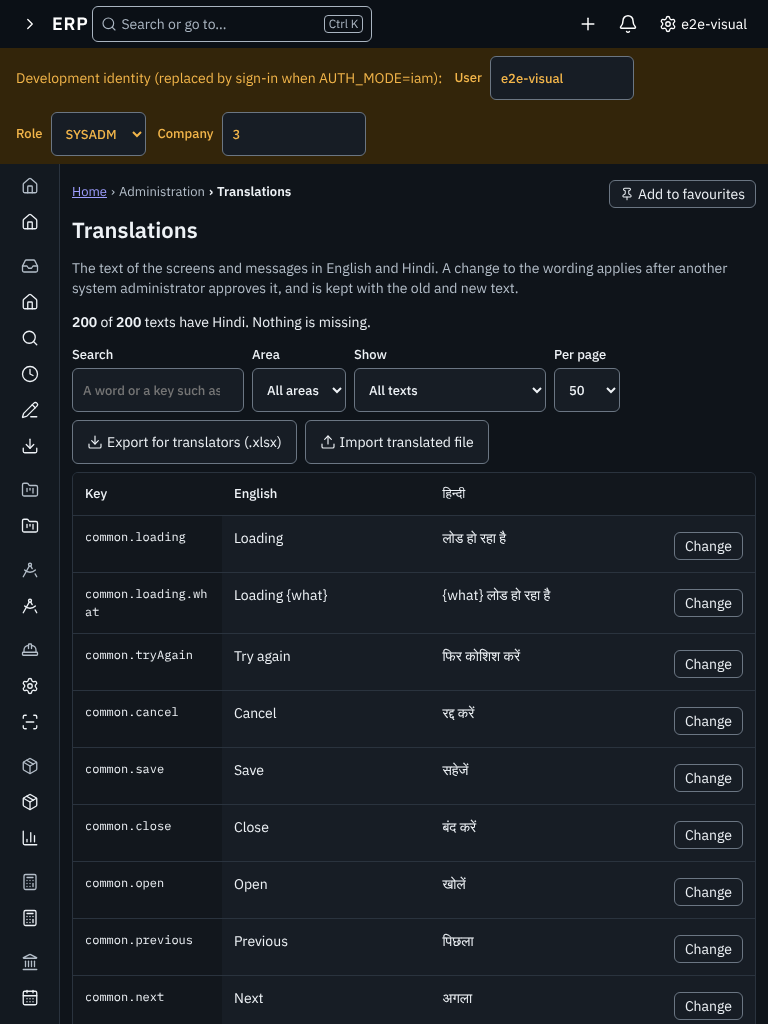 ERP
Search or go to...
Ctrl K
e2e-visual
Development identity (replaced by sign-in when AUTH_MODE=iam):
User
e2e-visual
Role
SYSADM
Company
3
Home › Administration › Translations
Add to favourites
Translations
The text of the screens and messages in English and Hindi. A change to the wording applies after another
system administrator approves it, and is kept with the old and new text.
200 of 200 texts have Hindi. Nothing is missing.
Search
Area
Show
Per page
A word or a key such as
All areas
All texts
50
Export for translators (.xlsx)
Import translated file
Key
English
हिन्दी
common.loading
Loading
लोड हो रहा है
Change
common.loading.wh
at
Loading {what}
{what} लोड हो रहा है
Change
common.tryAgain
Try again
फिर कोशिश करें
Change
common.cancel
Cancel
रद्द करें
Change
common.save
Save
सहेजें
Change
common.close
Close
बंद करें
Change
common.open
Open
खोलें
Change
common.previous
Previous
पिछला
Change
common.next
Next
अगला
Change